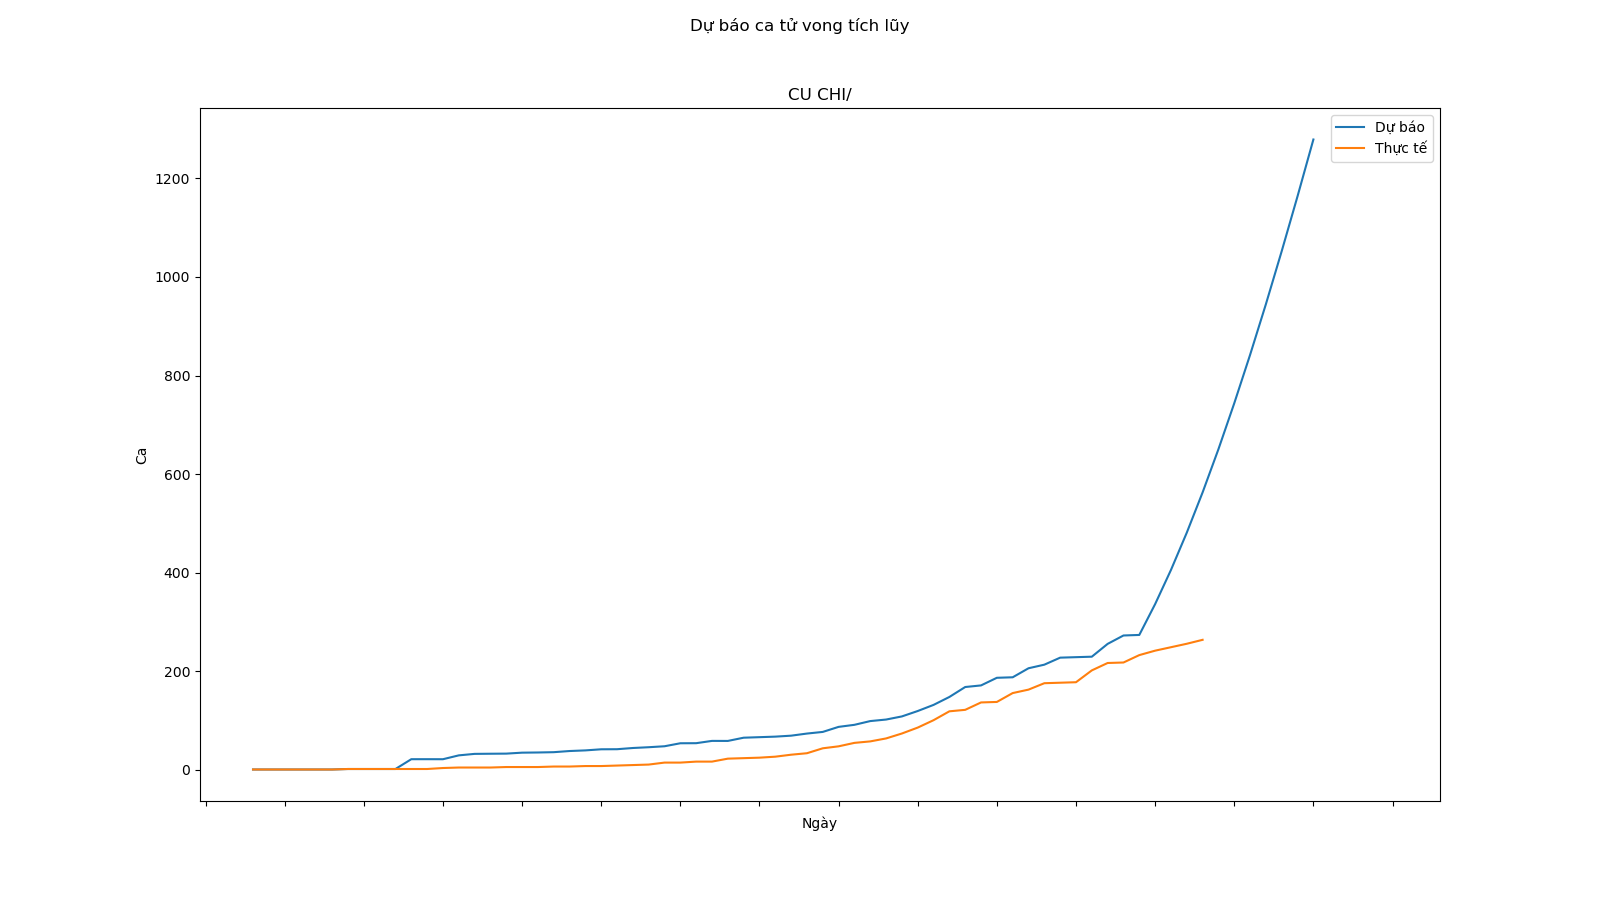 Dự báo ca tử vong tích lũy
CU CHI/
Dự báo
Thực tế
1200
1000
800
600
400
200
0
Ca
Ngày